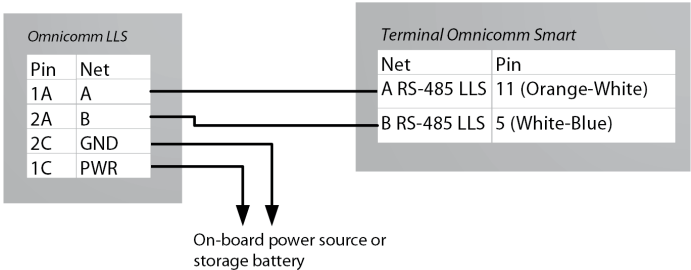 Omnicomm LLS
Pin Net
1A A
2A B
2C GND
1C PWR
Terminal Omnicomm Smart
Net Pin
A RS-485 LLS 11 (Orange-White)
B RS-485 LLS 5 (White-Blue)
On-board power source or
storage battery